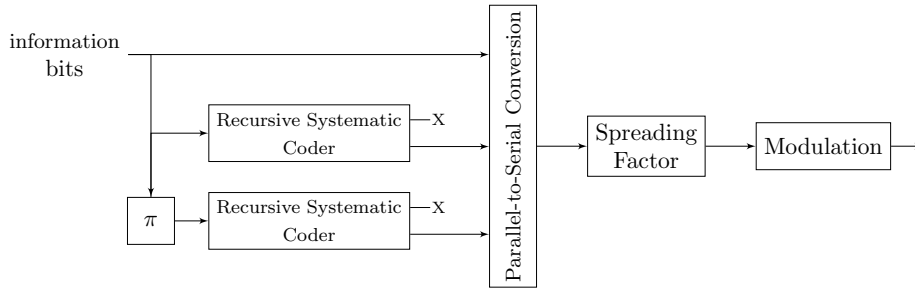 information
bits
Recursive Systematic
Coder
X
π
Recursive Systematic
Coder
X
Parallel-to-Serial Conversion
Spreading
Factor
Modulation